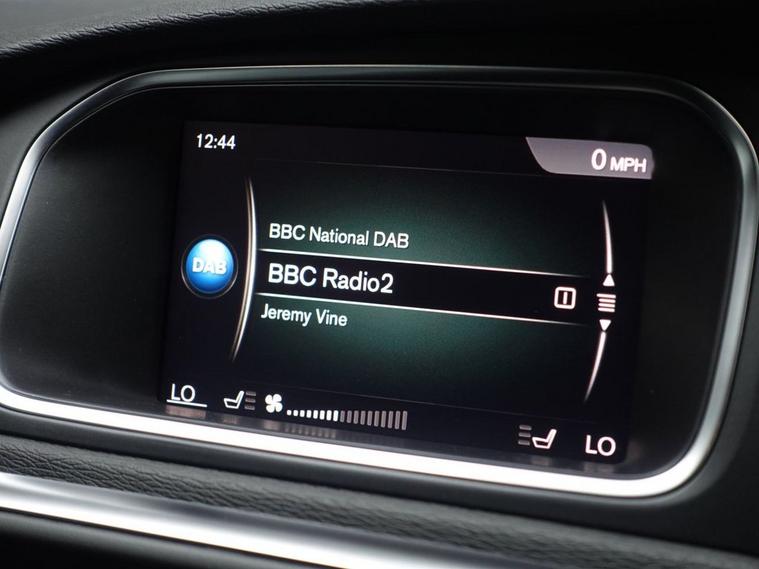 12:44
0 MPH
BBC National DAB
DAB
BBC Radio2
Jeremy Vine
LO
LO